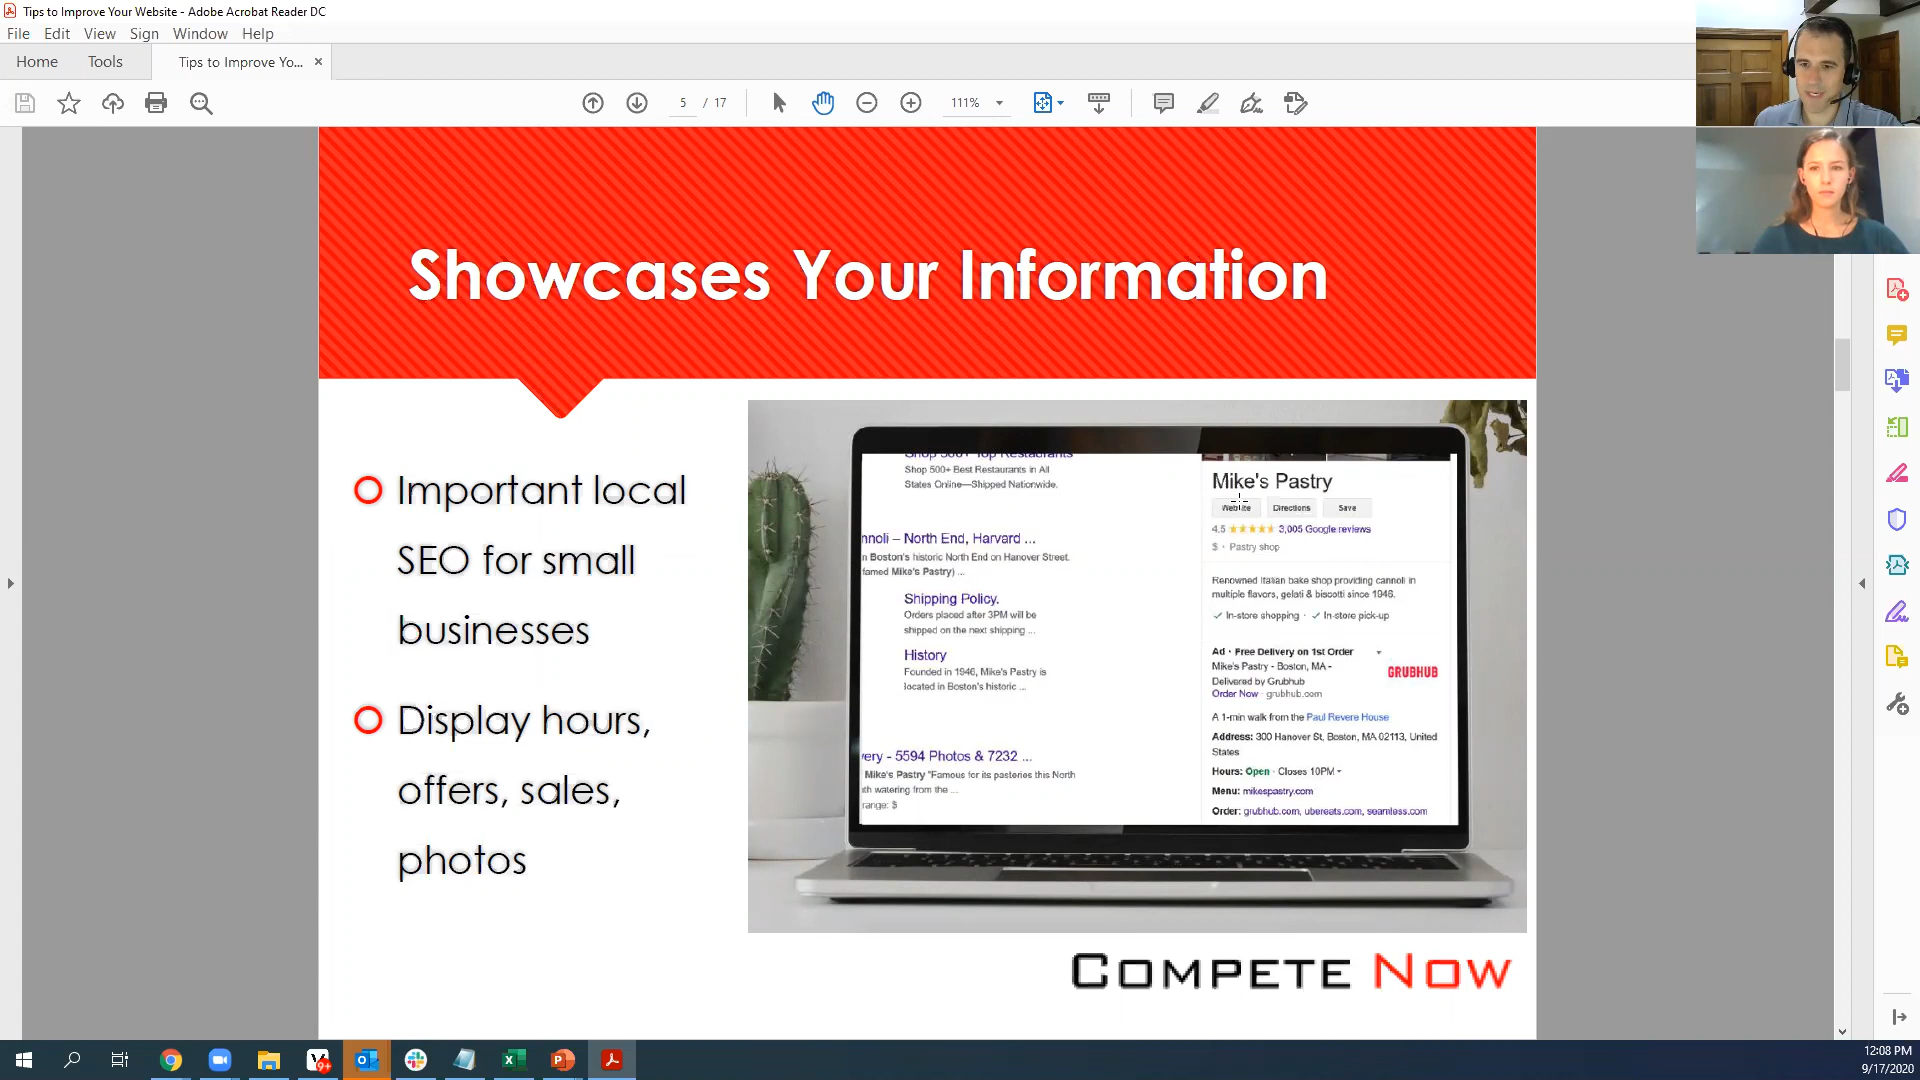 Tips to Improve Your Website - Adobe Acrobat Reader DC
File Edit View Sign Window Help
Home Tools Tips to Improve Yo... ×
5 / 17 111%
Showcases Your Information
Important local
SEO for small
businesses
Display hours,
offers, sales,
photos
Shop 500+ Top Restaurants
Shop 500+ Best Restaurants in All
States Online—Shipped Nationwide.
nnoli – North End, Harvard ...
n Boston's historic North End on Hanover Street.
famed Mike's Pastry) ...
Shipping Policy.
Orders placed after 3PM will be
shipped on the next shipping ...
History
Founded in 1946, Mike's Pastry is
located in Boston's historic ...
very - 5594 Photos & 7232 ...
Mike's Pastry "Famous for its pastories this North
th watering from the ...
range: $
Mike's Pastry
Website Directions Save
4.5 3,005 Google reviews
$ · Pastry shop
Renowned Italian bake shop providing cannoli in
multiple flavors, gelati & biscotti since 1946.
✓ In-store shopping · ✓ In-store pick-up
Ad · Free Delivery on 1st Order
Mike's Pastry - Boston, MA -
Delivered by Grubhub
Order Now · grubhub.com
GRUBHUB
A 1-min walk from the Paul Revere House
Address: 300 Hanover St, Boston, MA 02113, United
States
Hours: Open · Closes 10PM
Menu: mikespastry.com
Order: grubhub.com, ubereats.com, seamless.com
COMPETE NOW
9+
12:08 PM
9/17/2020